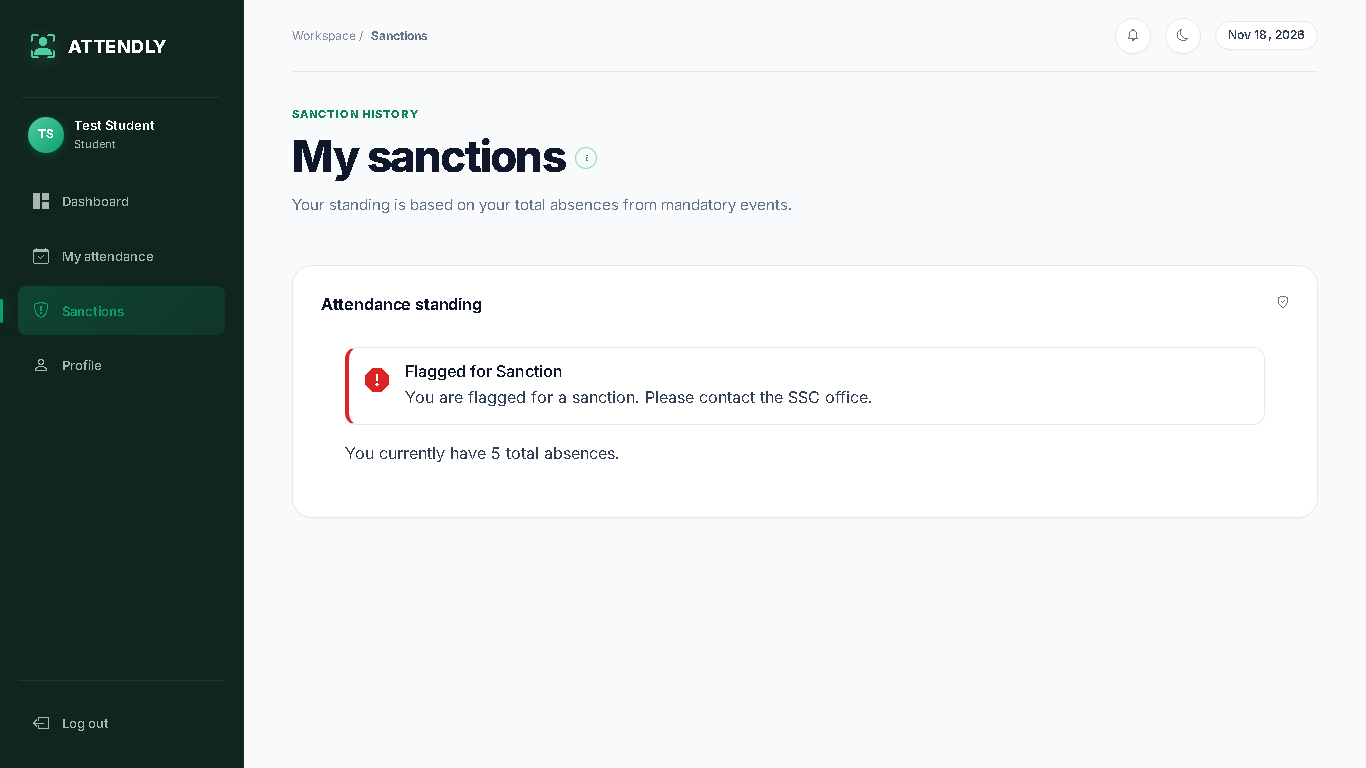 ATTENDLY
TS
Test Student
Student
Dashboard
My attendance
Sanctions
Profile
Log out
Workspace / Sanctions
Nov 18, 2026
SANCTION HISTORY
My sanctions
i
Your standing is based on your total absences from mandatory events.
Attendance standing
Flagged for Sanction
You are flagged for a sanction. Please contact the SSC office.
You currently have 5 total absences.